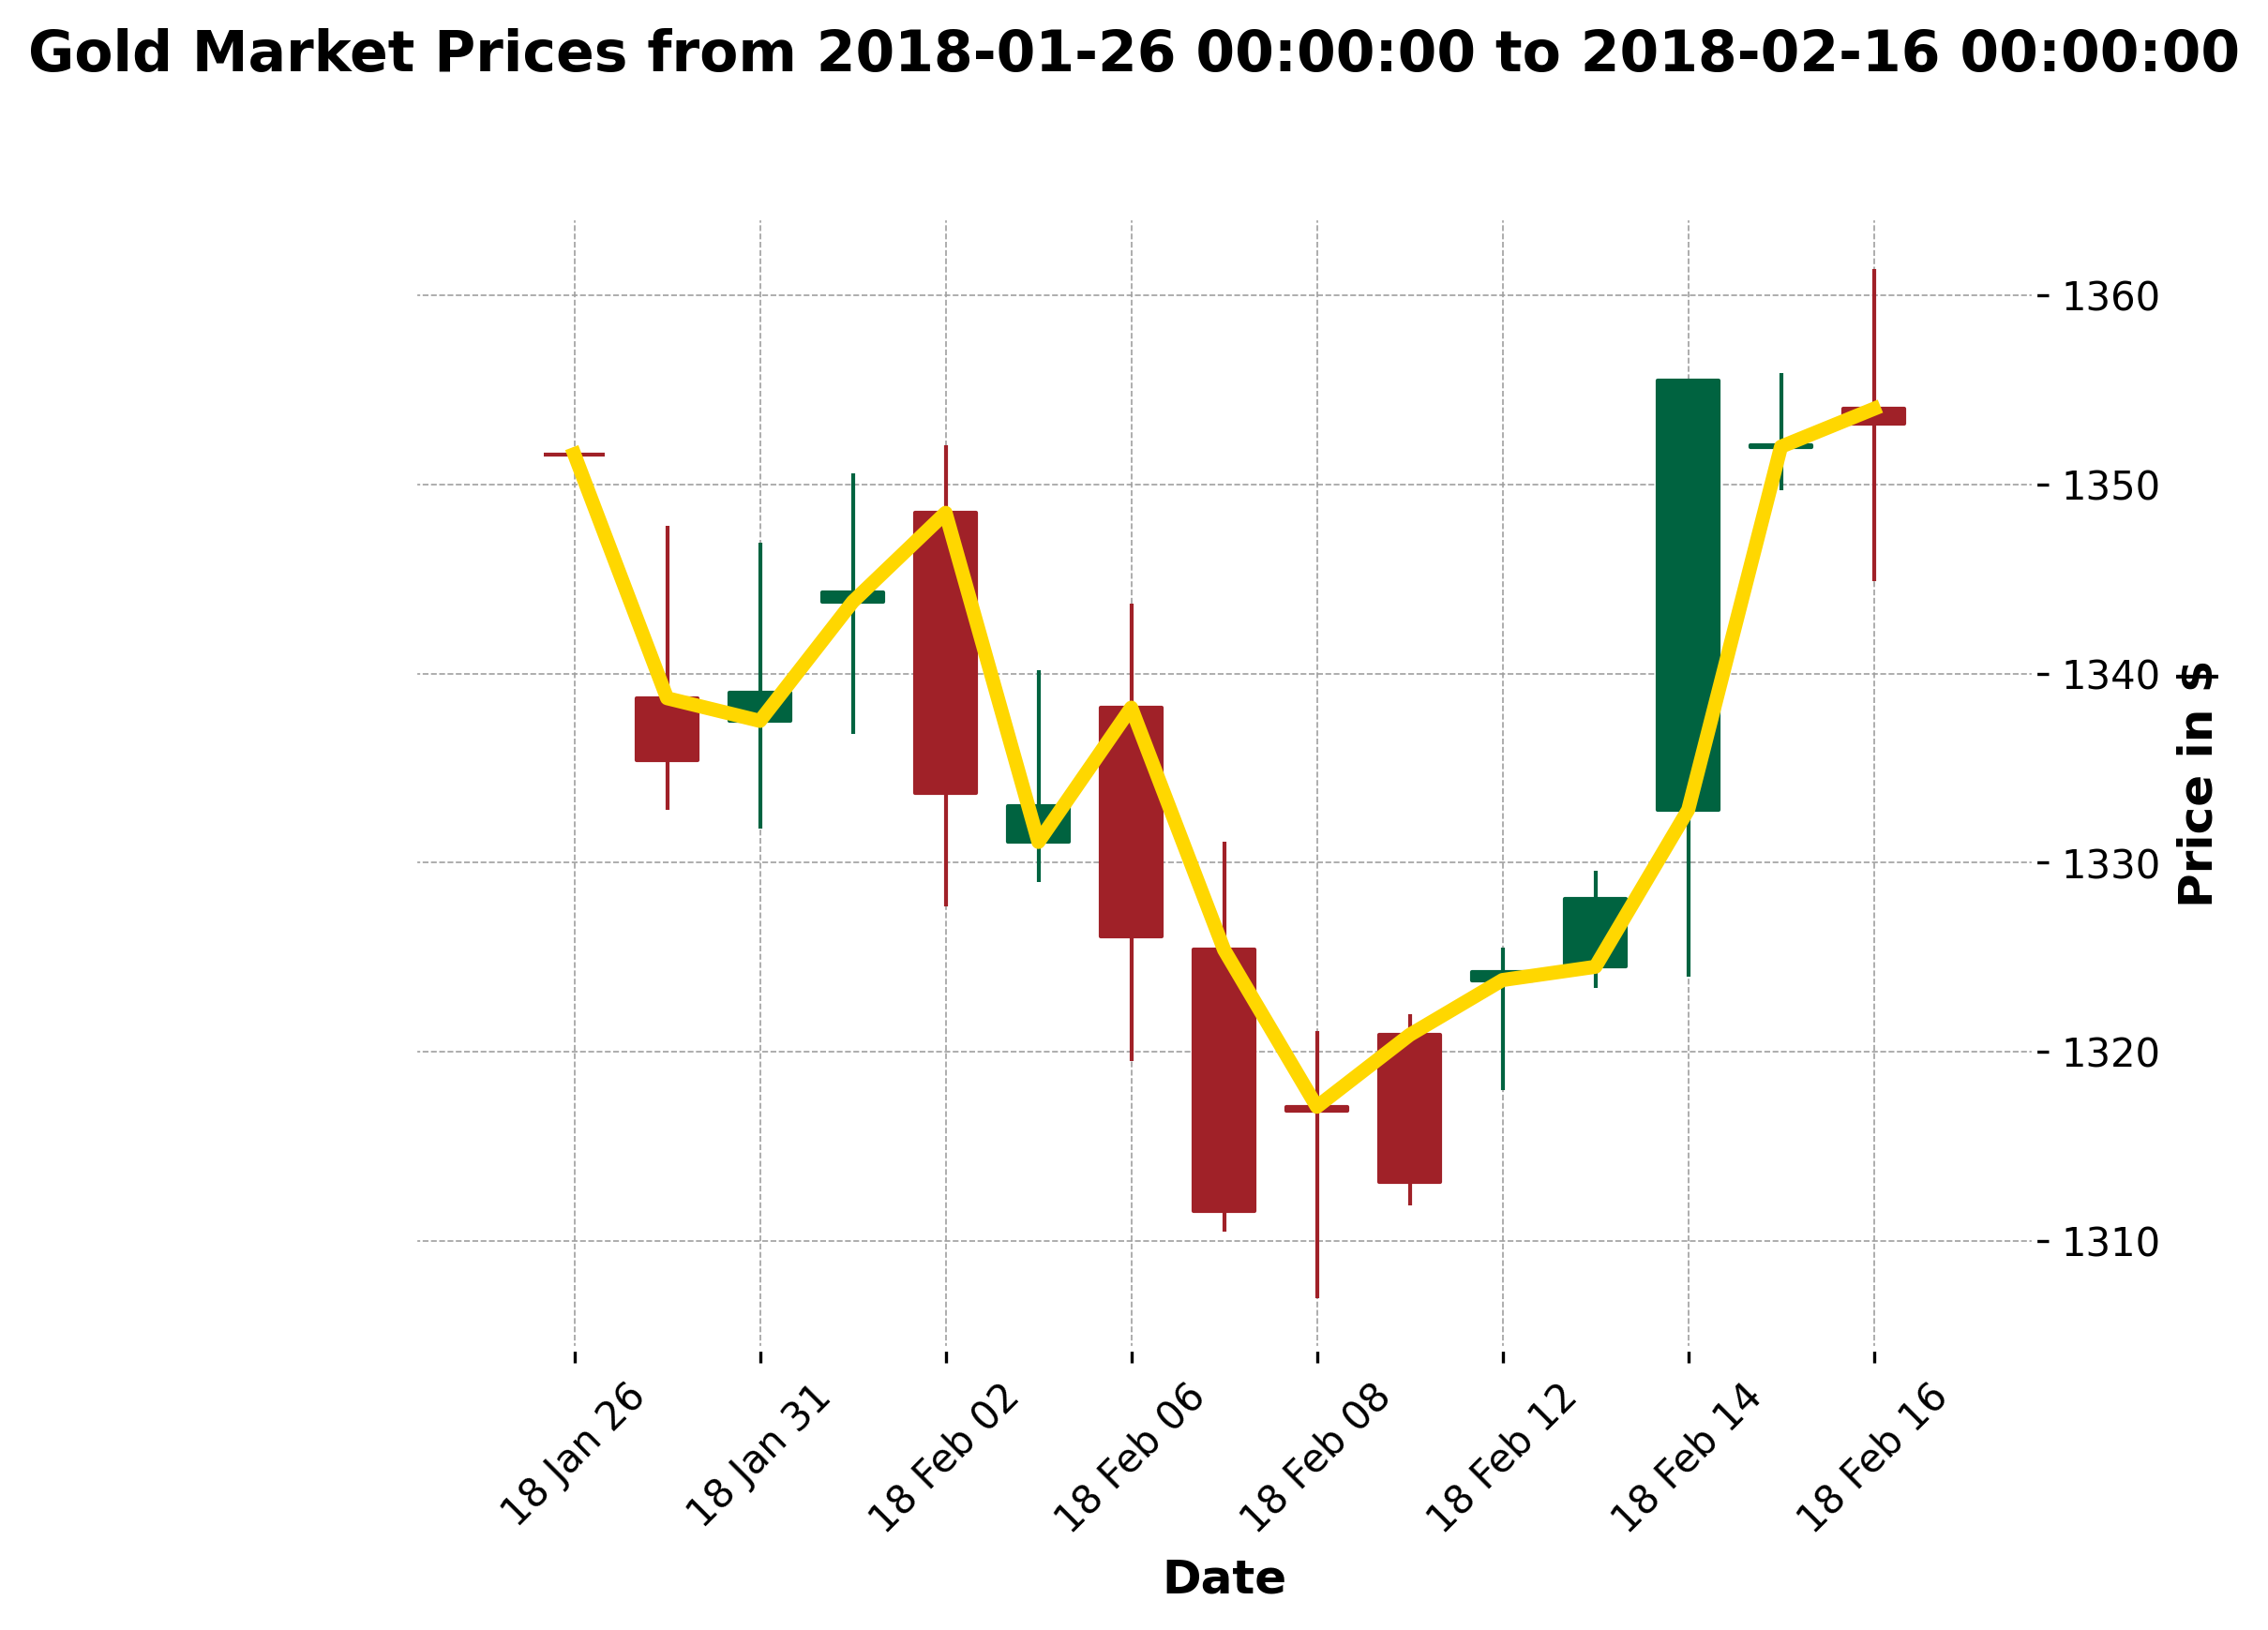 Gold Market Prices from 2018-01-26 00:00:00 to 2018-02-16 00:00:00
1360
1350
1340
1330
1320
1310
Price in $
18 Jan 26
18 Jan 31
18 Feb 02
18 Feb 06
18 Feb 08
18 Feb 12
18 Feb 14
18 Feb 16
Date